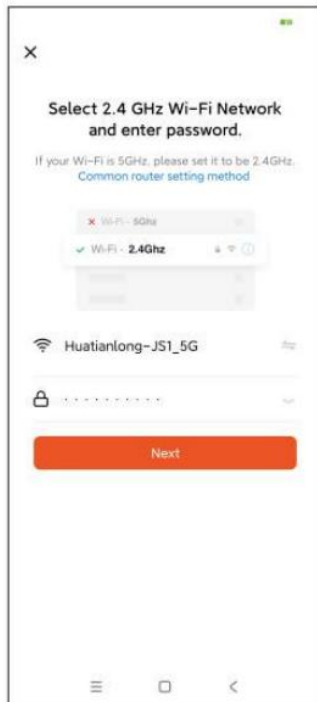 Select 2.4 GHz Wi-Fi Network
and enter password.
If your Wi-Fi is 5GHz, please set it to be 2.4GHz.
Common router setting method
Wi-Fi - 5Ghz
Wi-Fi - 2.4Ghz
Huatianlong-JS1_5G
Next